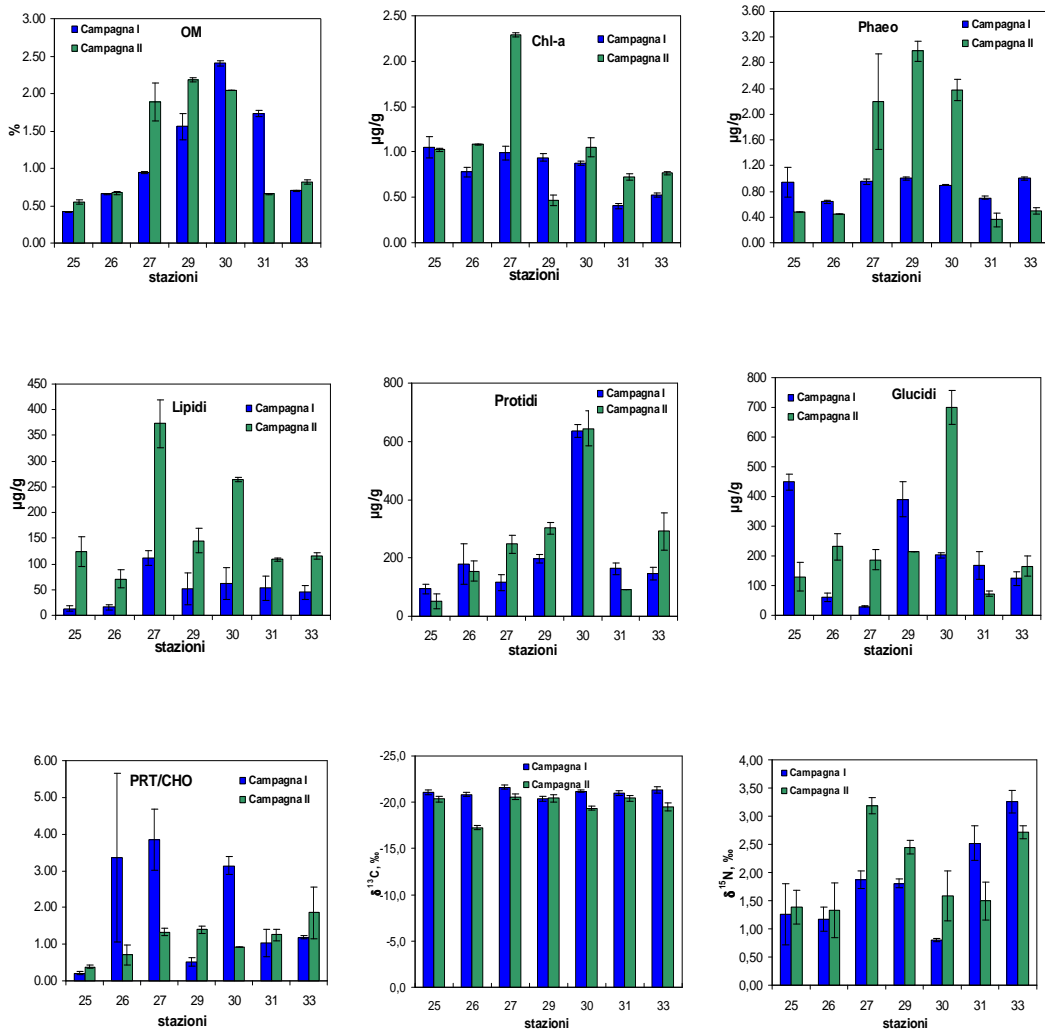 OM
Campagna I
Campagna II
%
3.00
2.50
2.00
1.50
1.00
0.50
0.00
25 26 27 29 30 31 33
stazioni
Chl-a
Campagna I
Campagna II
µg/g
2.50
2.00
1.50
1.00
0.50
0.00
25 26 27 29 30 31 33
stazioni
Phaeo
Campagna I
Campagna II
µg/g
3.60
3.20
2.80
2.40
2.00
1.60
1.20
0.80
0.40
0.00
25 26 27 29 30 31 33
stazioni
Lipidi
Campagna I
Campagna II
µg/g
450
400
350
300
250
200
150
100
50
0
25 26 27 29 30 31 33
stazioni
Protidi
Campagna I
Campagna II
µg/g
800
600
400
200
0
25 26 27 29 30 31 33
stazioni
Glucidi
Campagna I
Campagna II
µg/g
800
700
600
500
400
300
200
100
0
25 26 27 29 30 31 33
stazioni
PRT/CHO
Campagna I
Campagna II
6.00
5.00
4.00
3.00
2.00
1.00
0.00
25 26 27 29 30 31 33
stazioni
Campagna I
Campagna II
δ 13C, ‰
-25,0
-20,0
-15,0
-10,0
-5,0
0,0
25 26 27 29 30 31 33
stazioni
Campagna I
Campagna II
δ 15N, ‰
4,00
3,50
3,00
2,50
2,00
1,50
1,00
0,50
0,00
25 26 27 29 30 31 33
stazioni